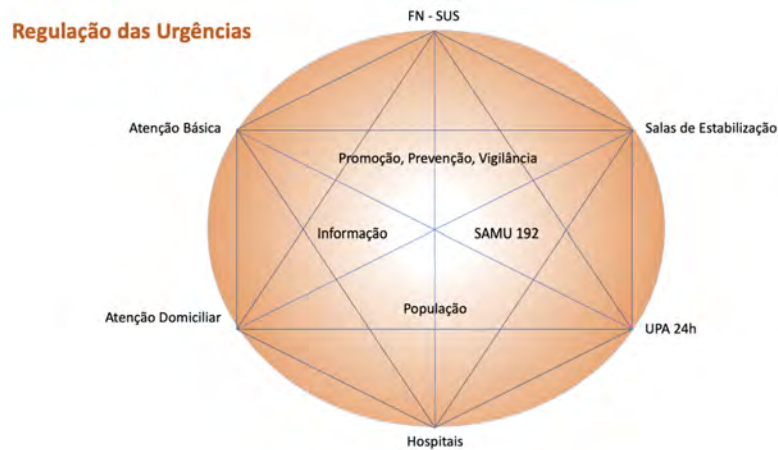 FN - SUS
Regulação das Urgências
Atenção Básica
Salas de Estabilização
Promoção, Prevenção, Vigilância
Informação
SAMU 192
População
Atenção Domiciliar
UPA 24h
Hospitais